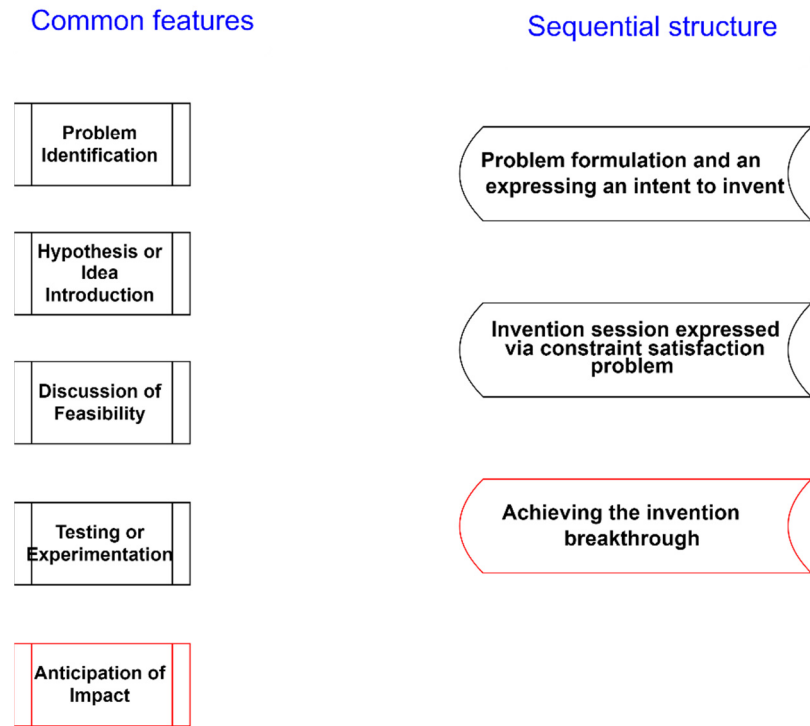 Common features
Problem
Identification
Hypothesis or
Idea
Introduction
Discussion of
Feasibility
Testing or
Experimentation
Anticipation of
Impact
Sequential structure
Problem formulation and an
expressing an intent to invent
Invention session expressed
via constraint satisfaction
problem
Achieving the invention
breakthrough